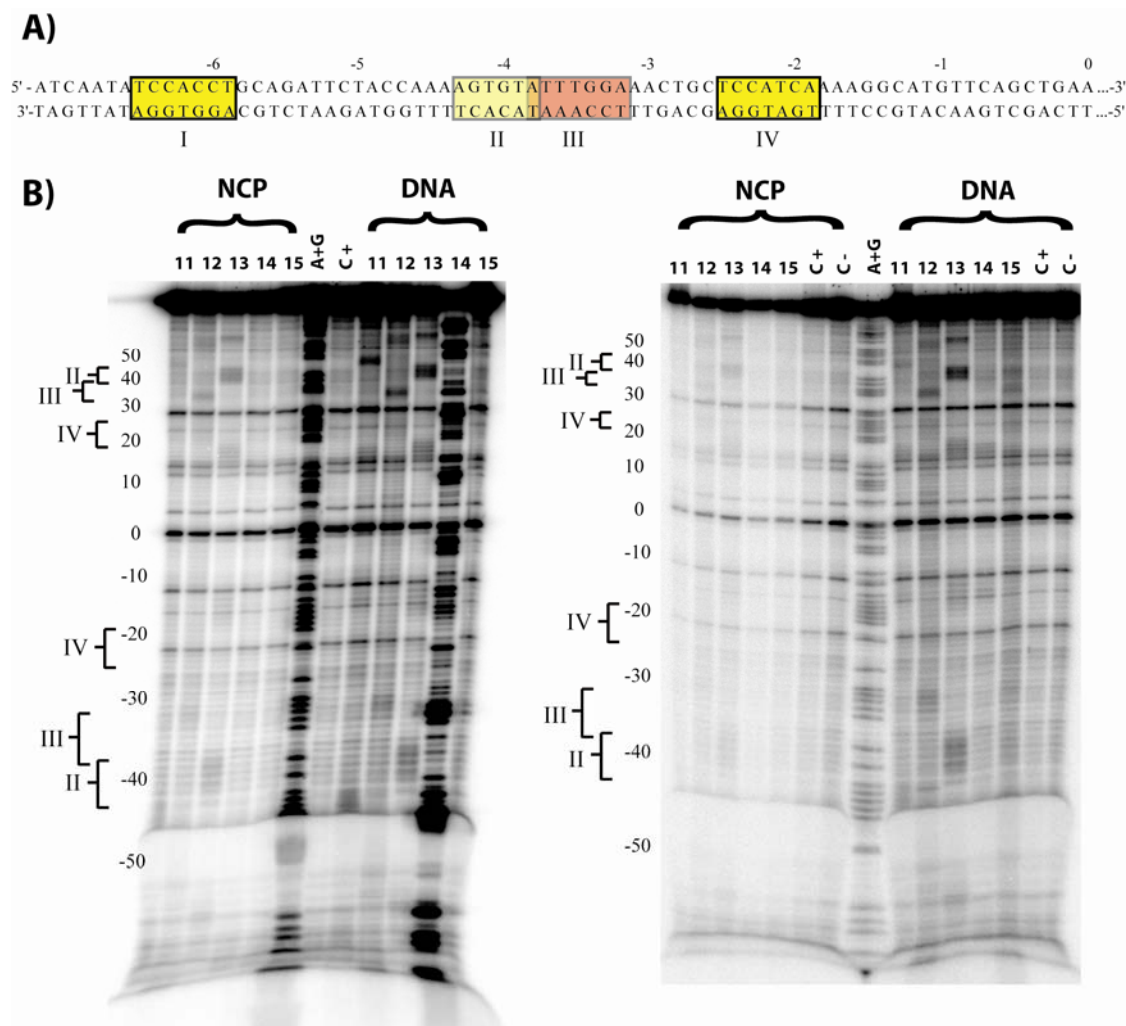 A)
-6 -5 -4 -3 -2 -1 0
5' - ATCAATATCCACCTGCAGATTCTACCAAAAGTGTATTTGGAAACTGCTCCATCAAAAGGCATGTTCAGCTGAA...-3'
3'-TAGTTATAGGTGGACGTCTAAGATGGTTTTCACATAAACCTTTGACGAGGTAGTTTTCCGTACAAGTCGACTT...-5'
I II III IV
B)
NCP DNA
11 12 13 14 15 A+G C+ 11 12 13 14 15
50
II
40
III
30
IV
20
10
0
-10
-20
IV
-30
III
II
-40
-50
NCP DNA
11 12 13 14 15 C+ C- A+G 11 12 13 14 15 C+ C-
50
II
40
III
30
IV
20
10
0
-10
-20
IV
-30
III
II
-40
-50